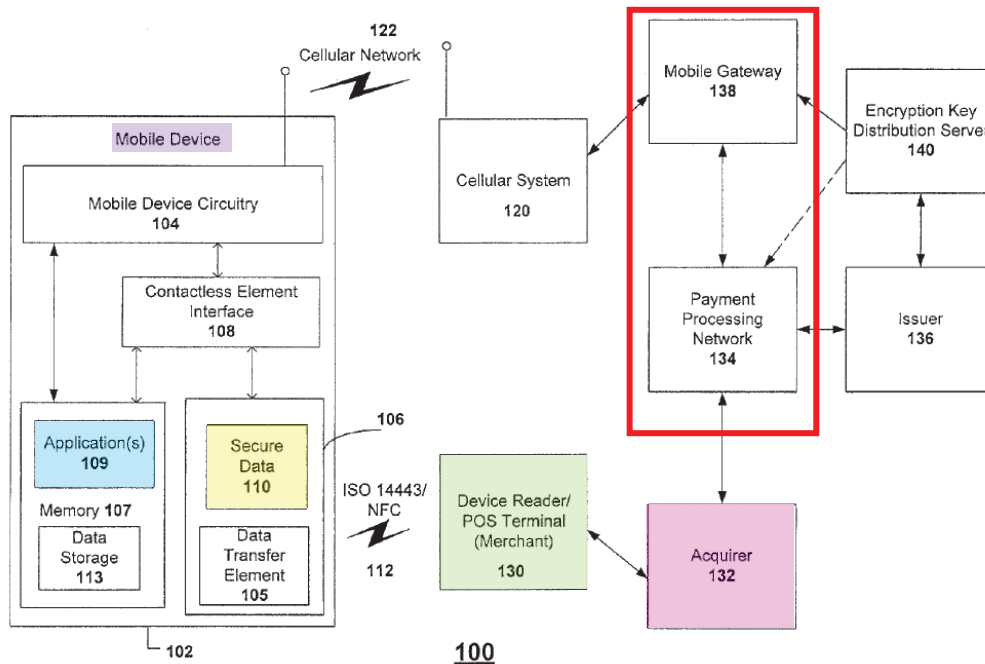 122
Cellular Network
Mobile Gateway
138
Encryption Key
Distribution Server
140
Mobile Device
Mobile Device Circuitry
104
Cellular System
120
Contactless Element
Interface
108
Payment
Processing
Network
134
Issuer
136
Application(s)
109
Memory 107
Data
Storage
113
Secure
Data
110
Data
Transfer
Element
105
106
ISO 14443/
NFC
112
Device Reader/
POS Terminal
(Merchant)
130
Acquirer
132
102
100